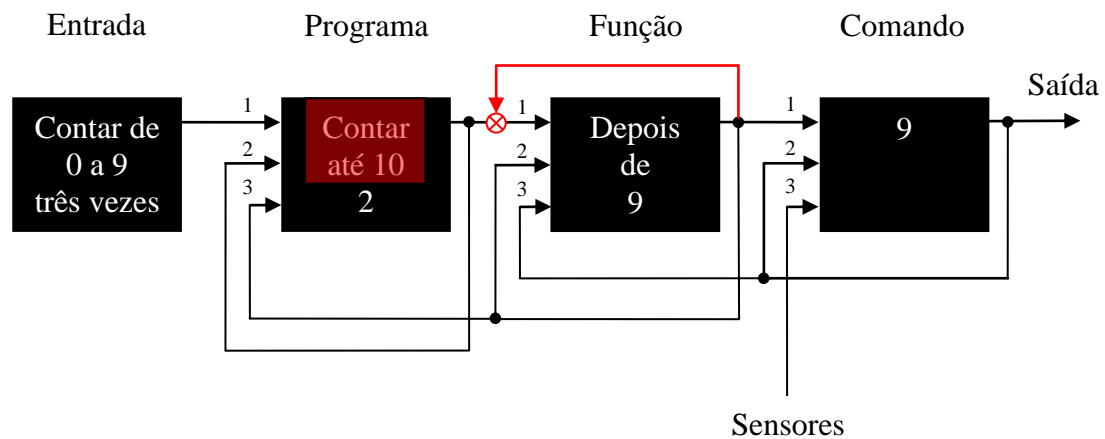 Entrada
Programa
Função
Comando
Saída
1
2
3
1
2
3
1
2
3
Contar de
0 a 9
três vezes
Contar
até 10
2
Depois
de
9
9
Sensores